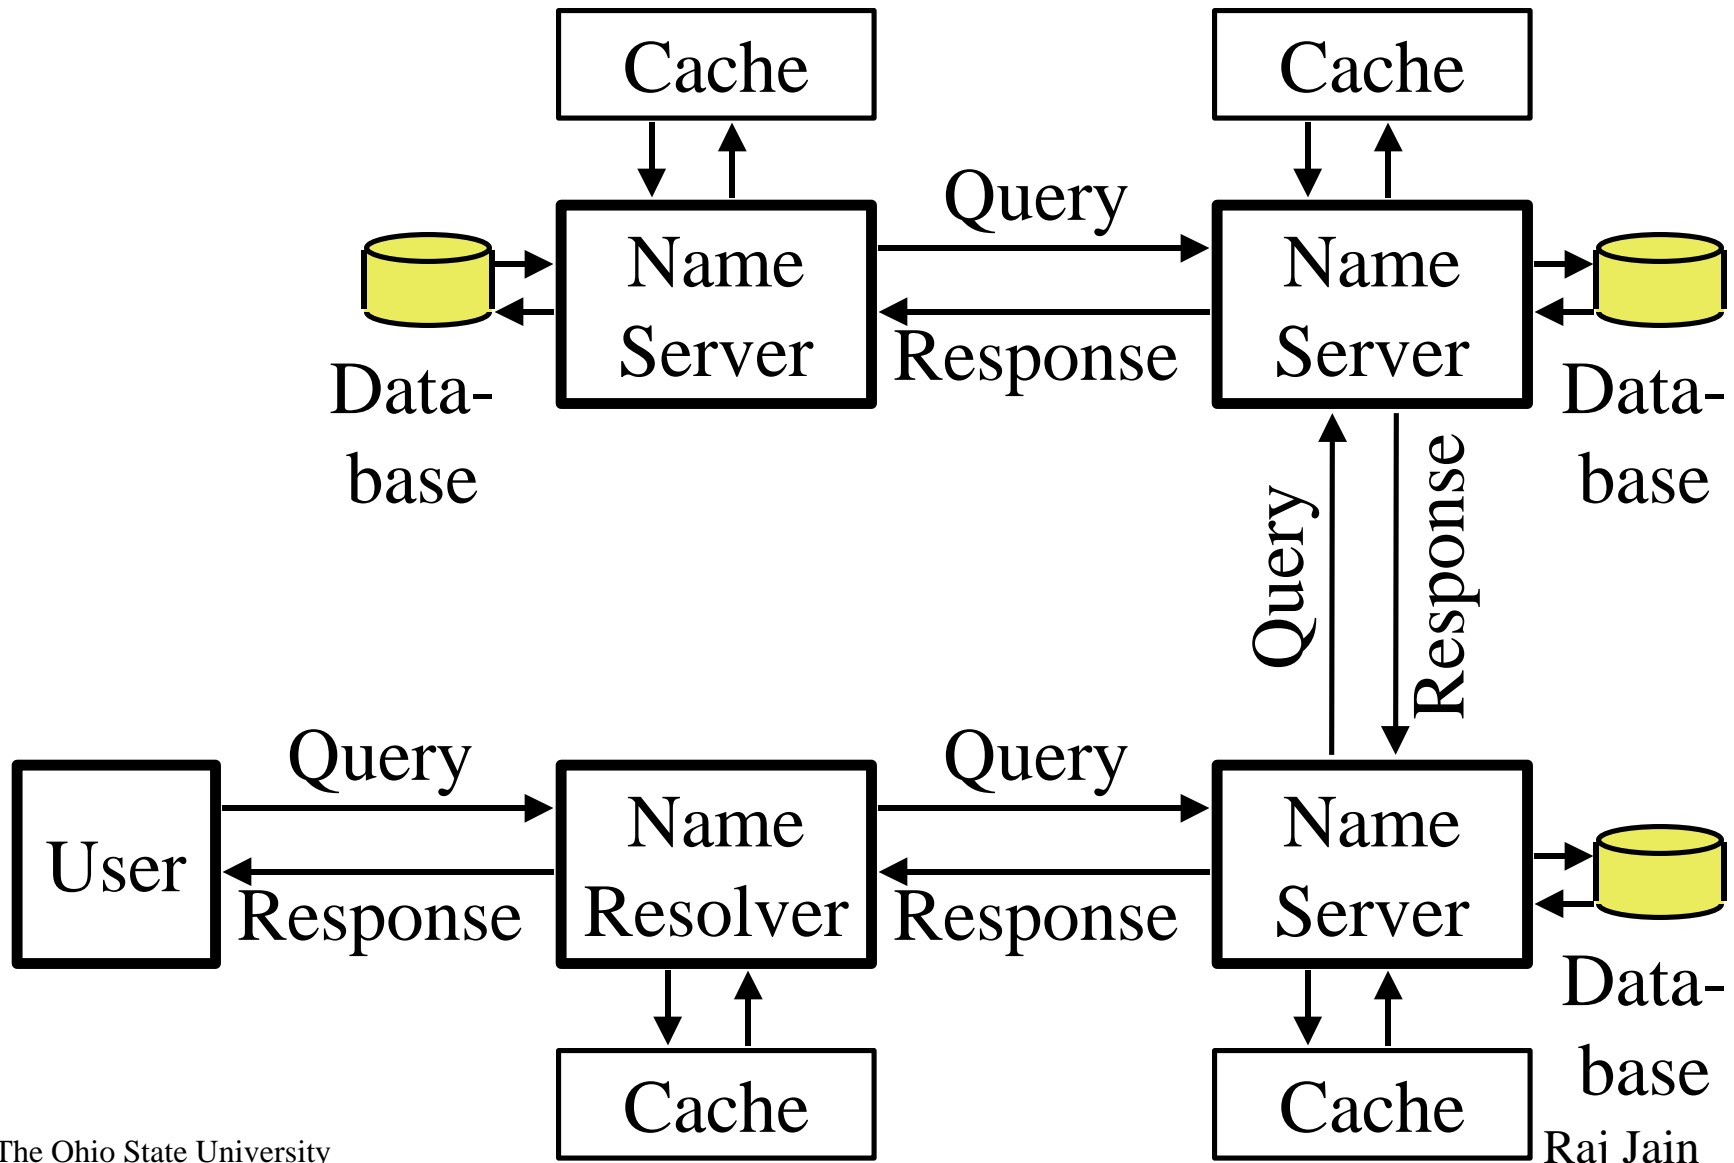 Cache
Cache
Query
Name
Server
Name
Server
Response
Data-
base
Data-
base
Query
Response
Query
Query
User
Name
Resolver
Name
Server
Response
Response
Data-
base
Cache
Cache
The Ohio State University
Raj Jain